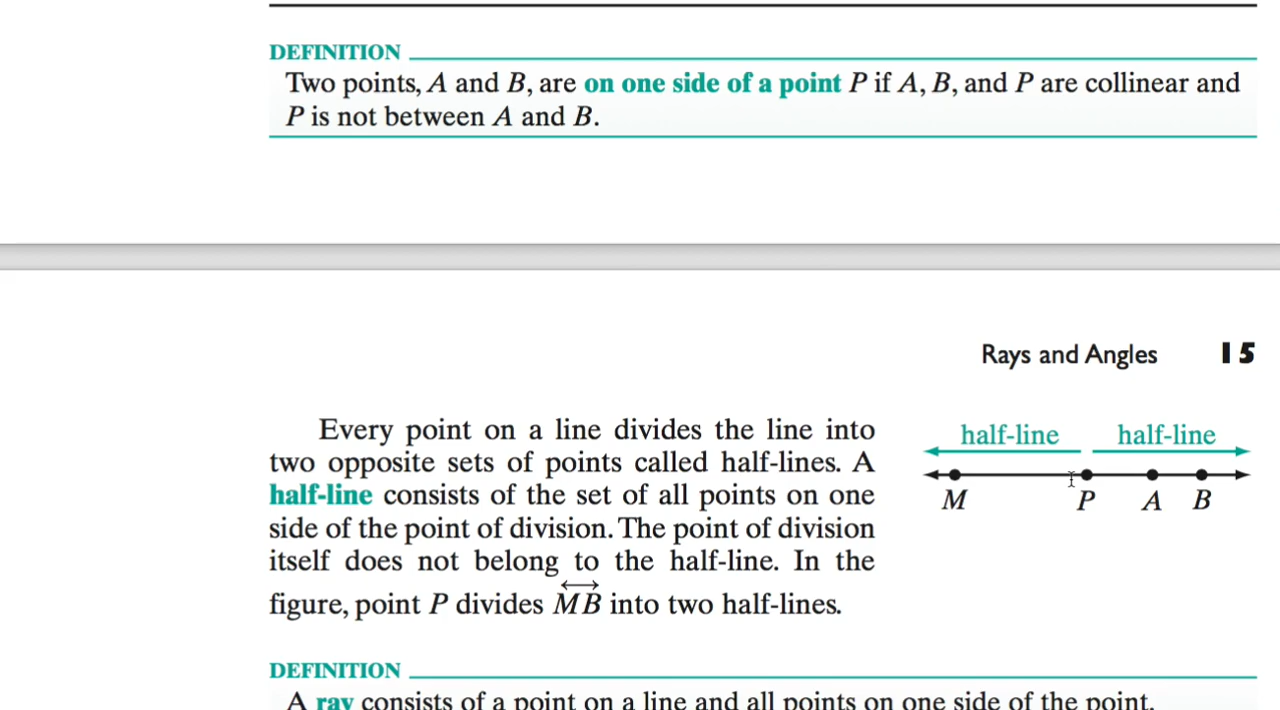 DEFINITION
Two points, A and B, are on one side of a point P if A, B, and P are collinear and
P is not between A and B.
Rays and Angles 15
Every point on a line divides the line into
two opposite sets of points called half-lines. A
half-line consists of the set of all points on one
side of the point of division. The point of division
itself does not belong to the half-line. In the
figure, point P divides MB into two half-lines.
half-line half-line
M P A B
DEFINITION
A ray consists of a point on a line and all points on one side of the point.